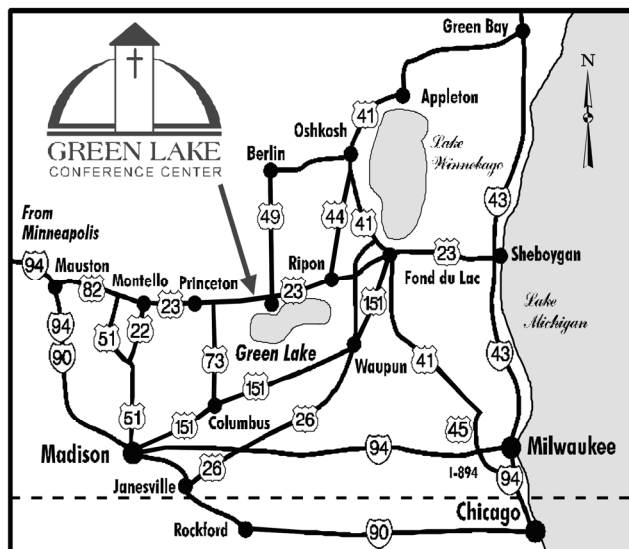 Green Bay
N
Appleton
41
Oshkosh
Lake
Winnekago
GREEN LAKE
CONFERENCE CENTER
Berlin
43
49
44
41
From
Minneapolis
94
Mauston
82
Montello
Princeton
Ripon
23
Sheboygan
Fond du Lac
23
23
151
Lake
Michigan
94
51
22
90
73
Green Lake
Waupun
41
43
151
26
51
151
Columbus
45
Madison
94
Milwaukee
26
I-894
94
Janesville
Chicago
Rockford
90